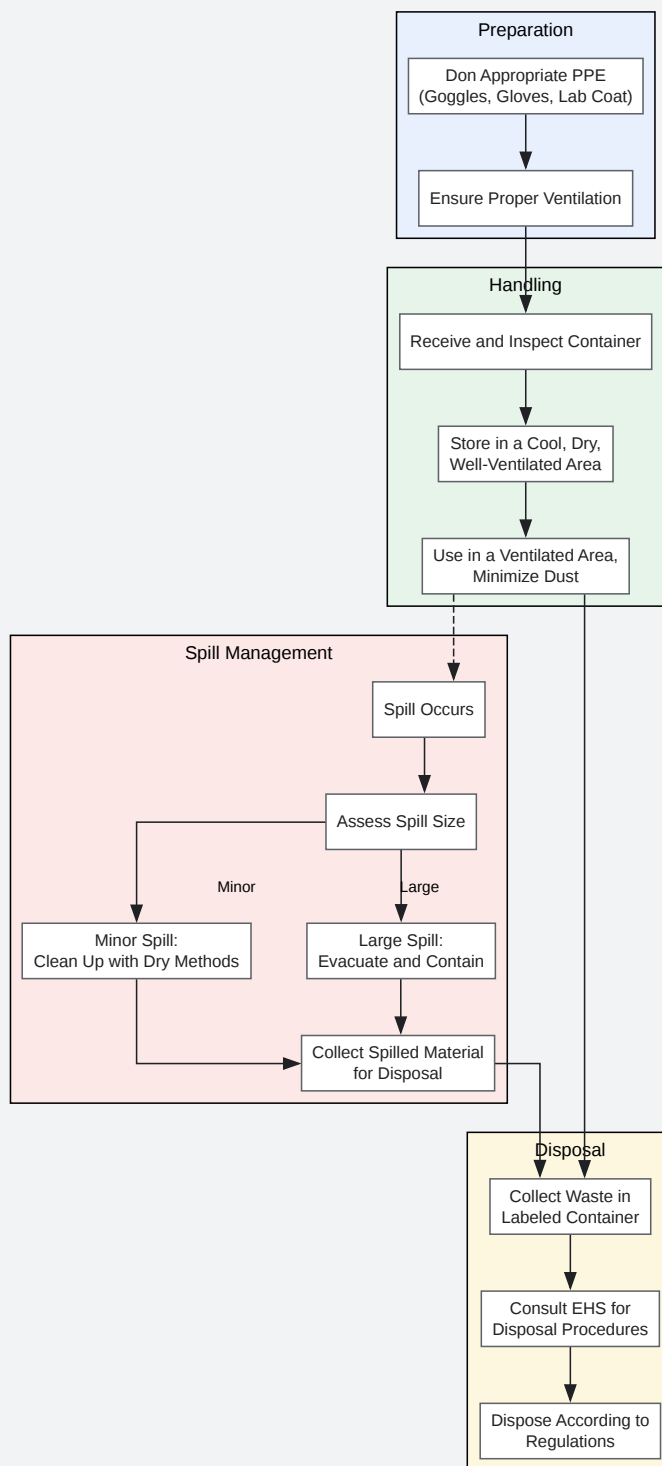 Preparation
Don Appropriate PPE
(Goggles, Gloves, Lab Coat)
Ensure Proper Ventilation
Handling
Receive and Inspect Container
Store in a Cool, Dry,
Well-Ventilated Area
Use in a Ventilated Area,
Minimize Dust
Spill Management
Spill Occurs
Assess Spill Size
Minor
Large
Minor Spill:
Clean Up with Dry Methods
Large Spill:
Evacuate and Contain
Collect Spilled Material
for Disposal
Disposal
Collect Waste in
Labeled Container
Consult EHS for
Disposal Procedures
Dispose According to
Regulations